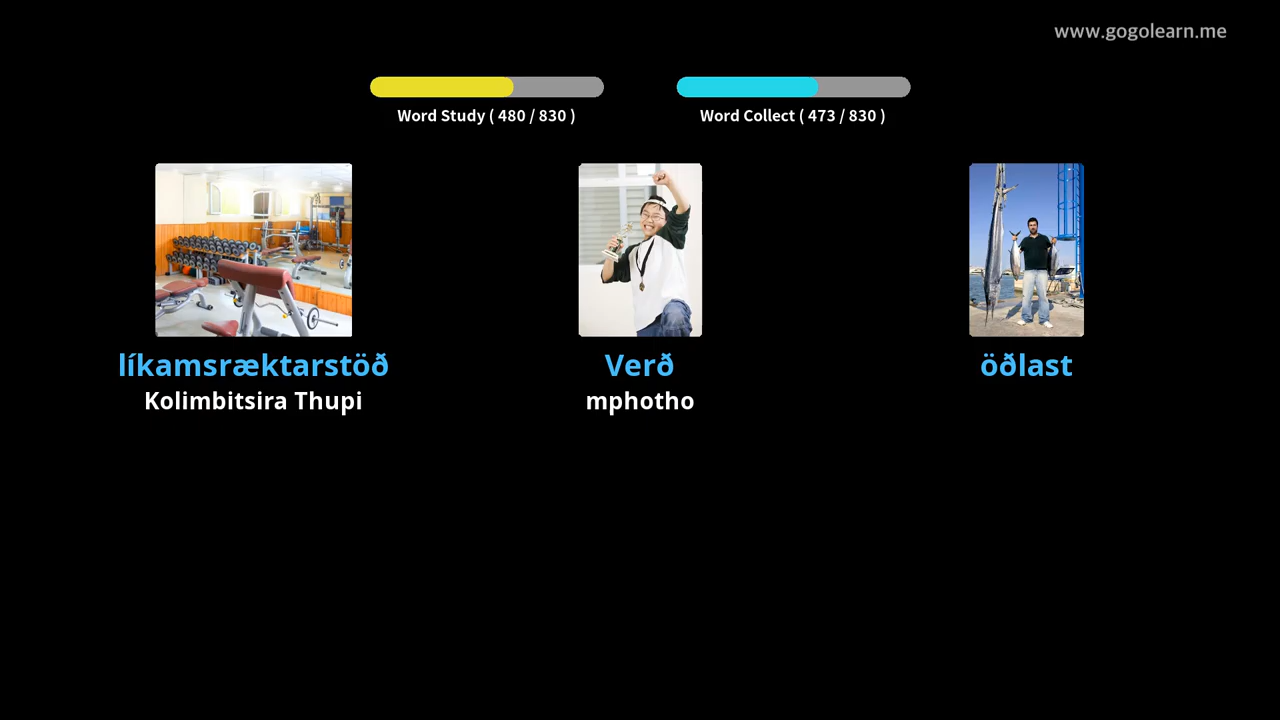 www.gogolearn.me
Word Study ( 480 / 830 )
Word Collect ( 473 / 830 )
líkamsræktarstöð
Kolimbitsira Thupi
Verð
mphotho
öðlast